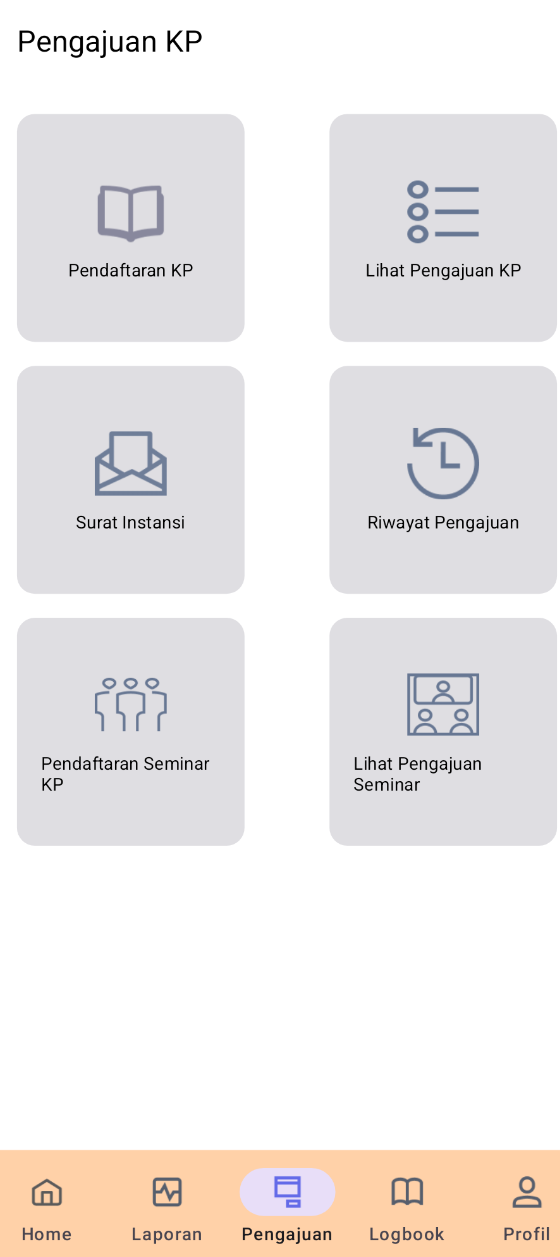 Pengajuan KP
Pendaftaran KP
Lihat Pengajuan KP
Surat Instansi
Riwayat Pengajuan
Pendaftaran Seminar
KP
Lihat Pengajuan
Seminar
Home
Laporan
Pengajuan
Logbook
Profil